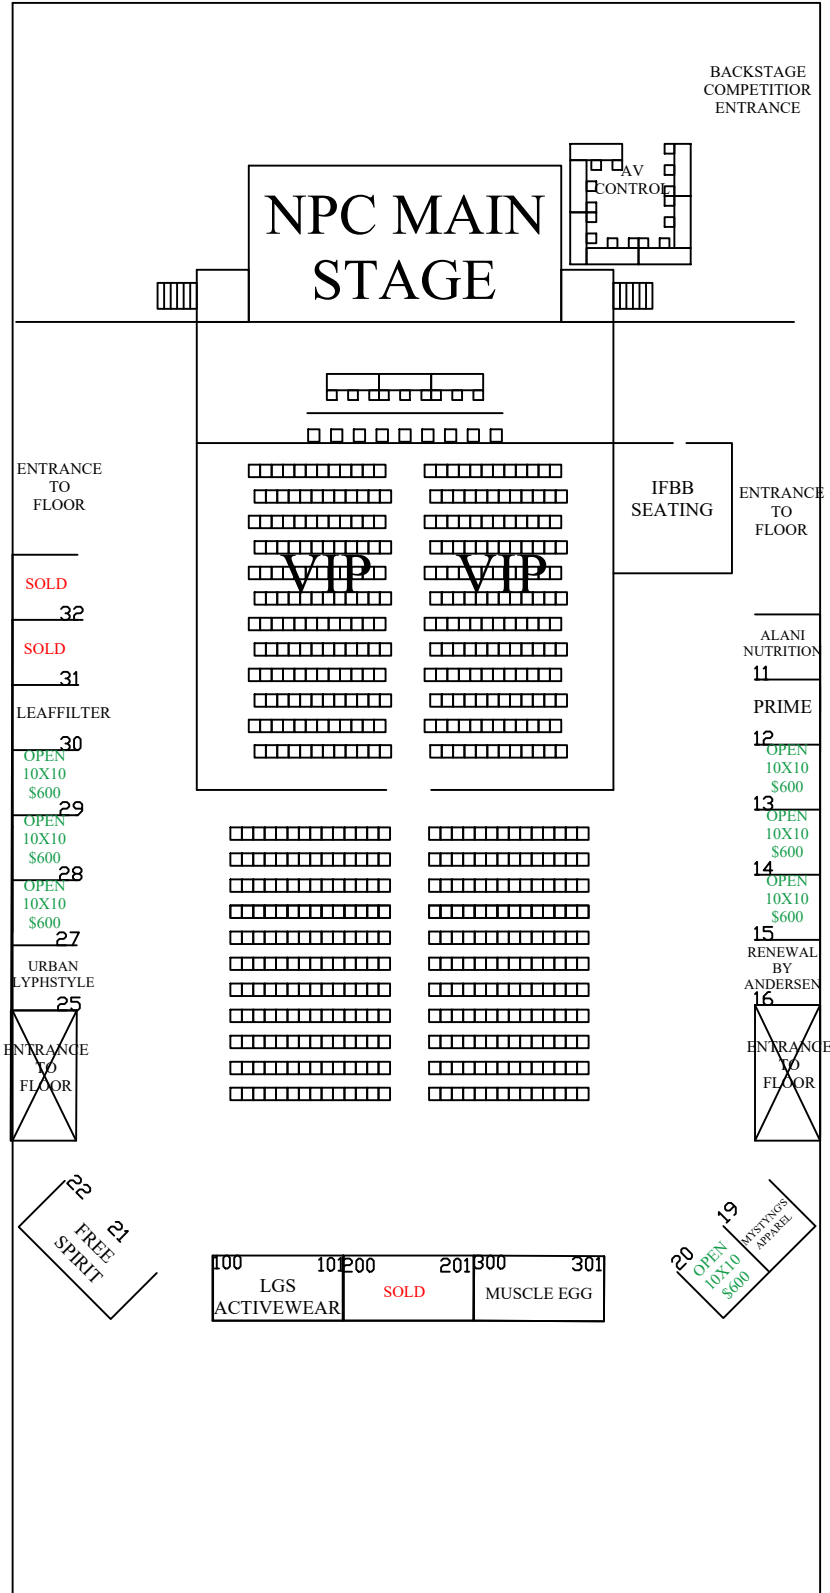 BACKSTAGE
COMPETITIOR
ENTRANCE
AV
CONTROL
NPC MAIN
STAGE
ENTRANCE
TO
FLOOR
IFBB
SEATING
ENTRANCE
TO
FLOOR
VIP
VIP
SOLD
32
SOLD
31
LEAFFILTER
30
OPEN
10X10
$600
29
OPEN
10X10
$600
28
OPEN
10X10
$600
27
URBAN
LYPHSTYLE
25
ENTRANCE
TO
FLOOR
ALANI
NUTRITION
11
PRIME
12
OPEN
10X10
$600
13
OPEN
10X10
$600
14
OPEN
10X10
$600
15
RENEWAL
BY
ANDERSEN
16
ENTRANCE
TO
FLOOR
22
21
FREE
SPIRIT
100
101
LGS
ACTIVEWEAR
200
201
SOLD
300
301
MUSCLE EGG
20
OPEN
10X10
$600
19
MYSTYNG'S
APPAREL